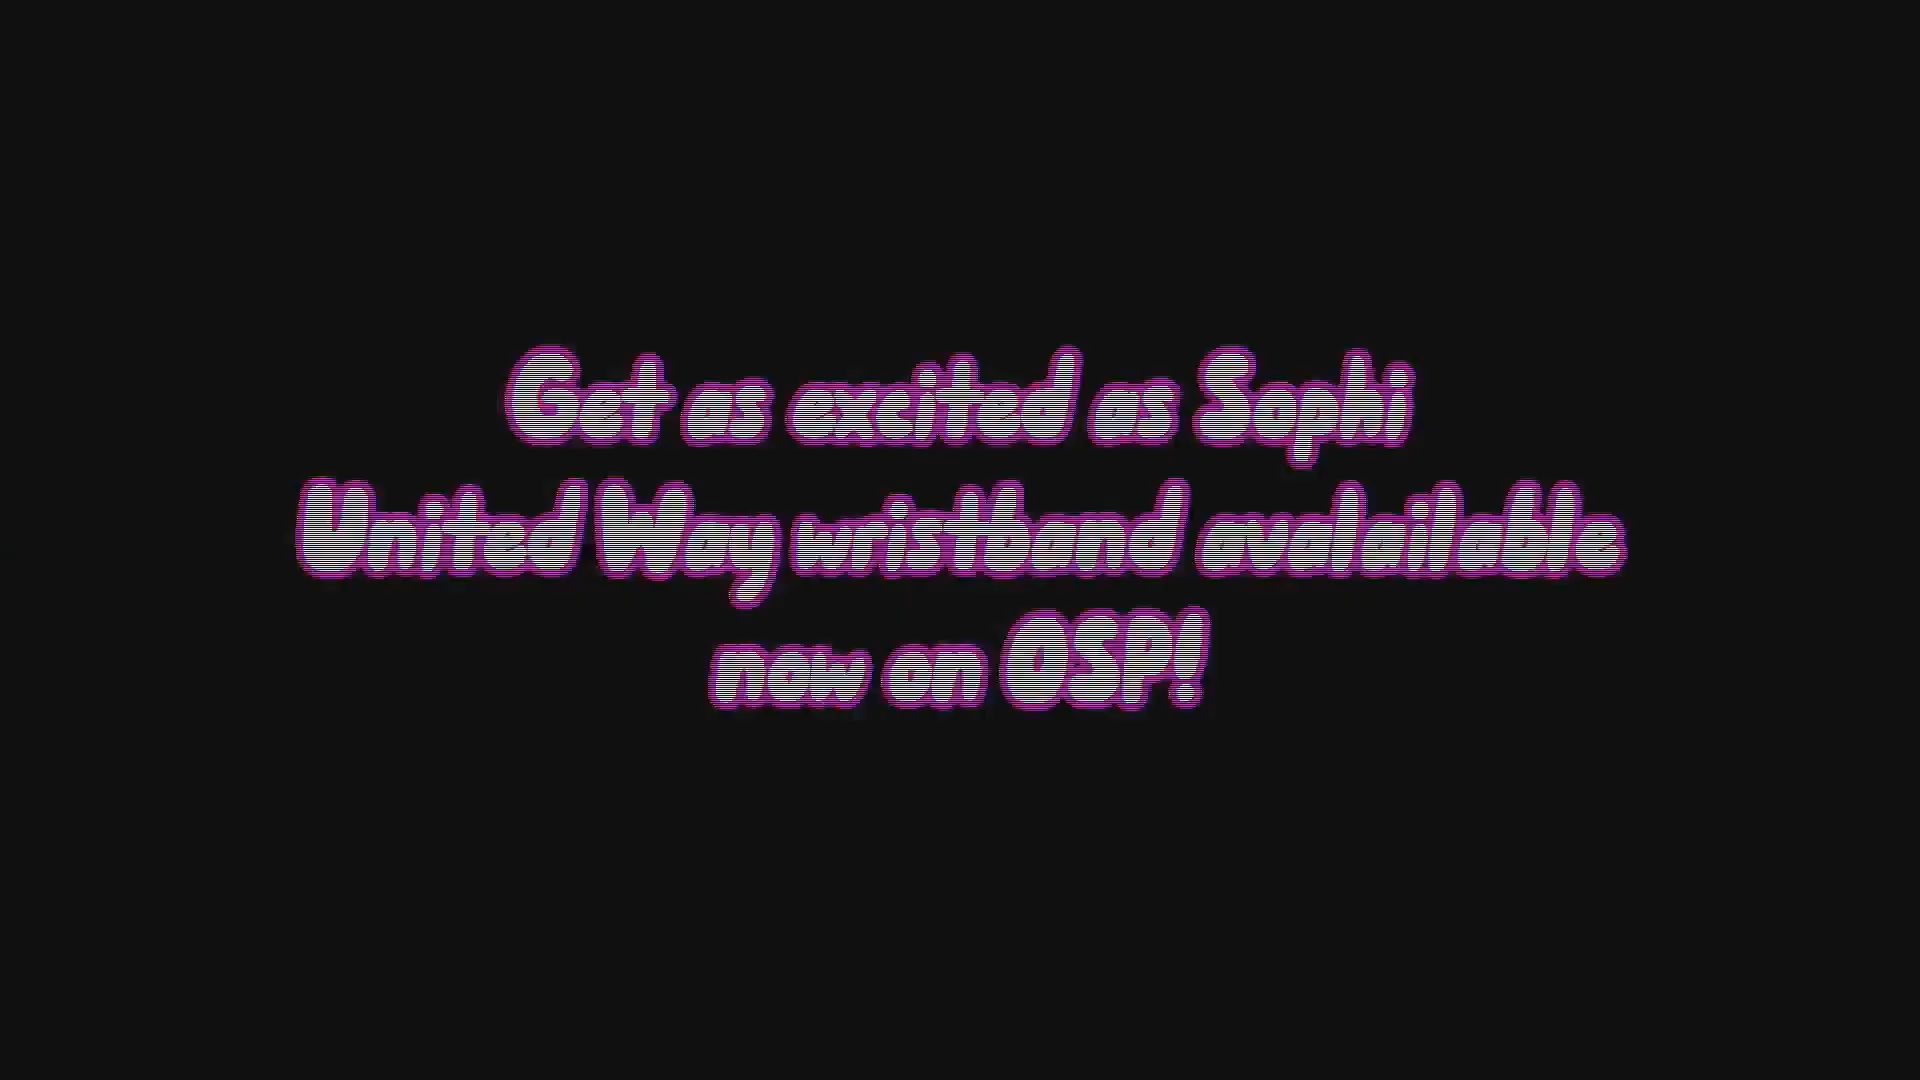 Get as excited as Sophi
United Way wristband avalailable
now on OSP!